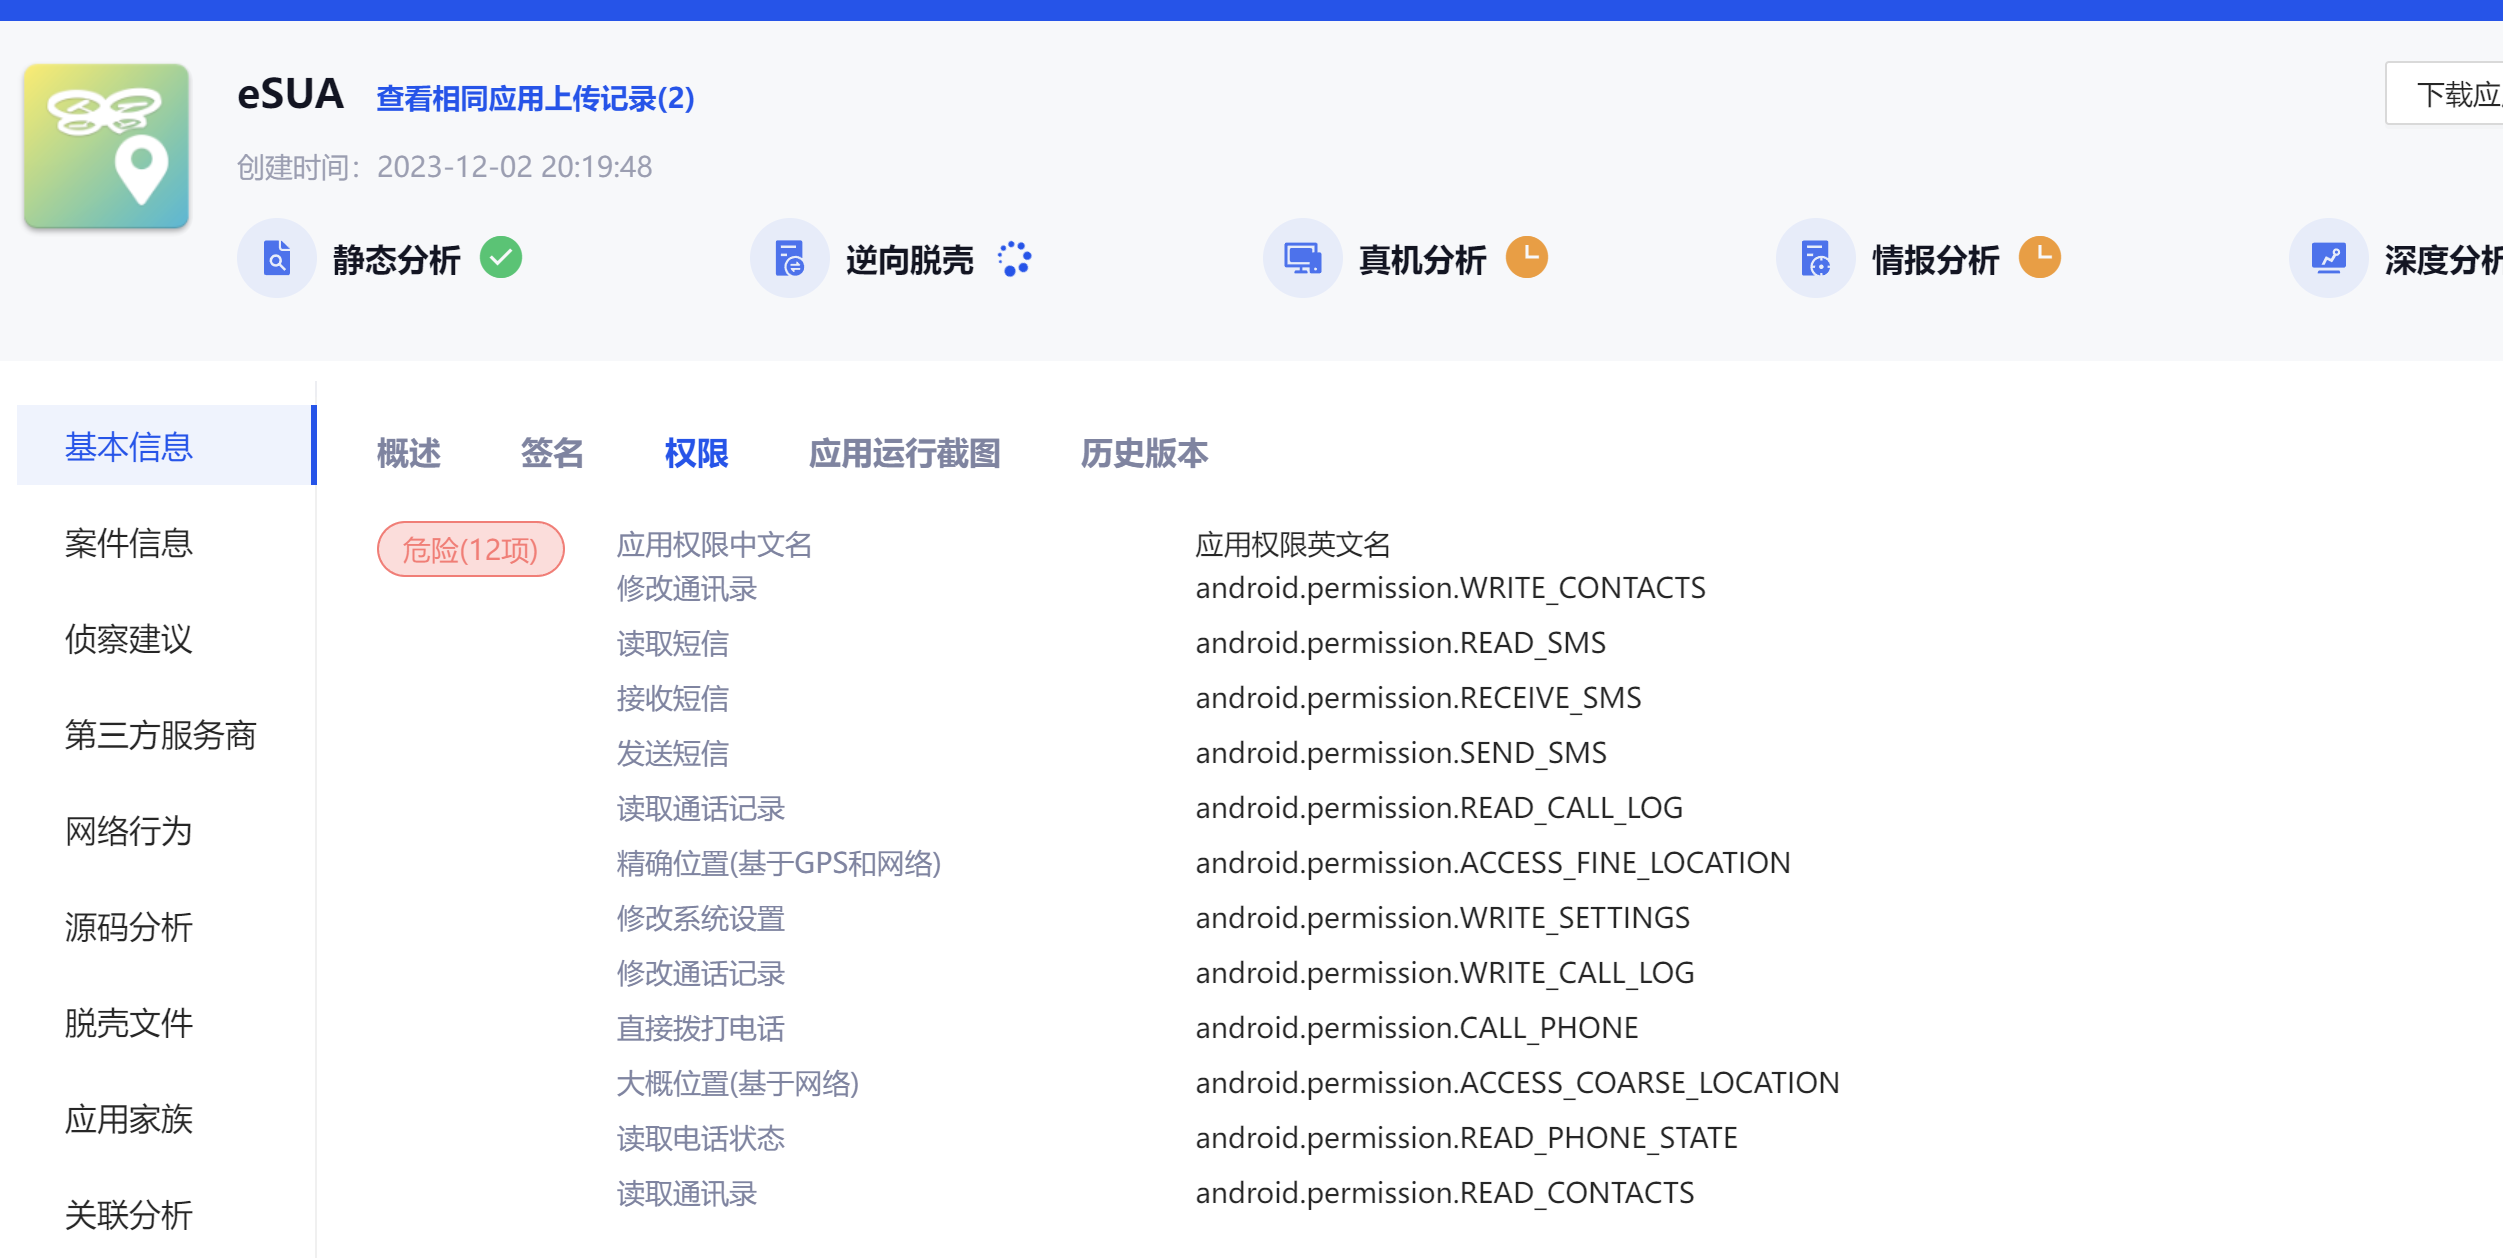 eSUA 查看相同应用上传记录(2)
下载应
创建时间：2023-12-02 20:19:48
静态分析 逆向脱壳 真机分析 情报分析 深度分析
基本信息
案件信息
侦察建议
第三方服务商
网络行为
源码分析
脱壳文件
应用家族
关联分析
概述 签名 权限 应用运行截图 历史版本
危险(12项) 应用权限中文名 应用权限英文名
修改通讯录 android.permission.WRITE_CONTACTS
读取短信 android.permission.READ_SMS
接收短信 android.permission.RECEIVE_SMS
发送短信 android.permission.SEND_SMS
读取通话记录 android.permission.READ_CALL_LOG
精确位置(基于GPS和网络) android.permission.ACCESS_FINE_LOCATION
修改系统设置 android.permission.WRITE_SETTINGS
修改通话记录 android.permission.WRITE_CALL_LOG
直接拨打电话 android.permission.CALL_PHONE
大概位置(基于网络) android.permission.ACCESS_COARSE_LOCATION
读取电话状态 android.permission.READ_PHONE_STATE
读取通讯录 android.permission.READ_CONTACTS